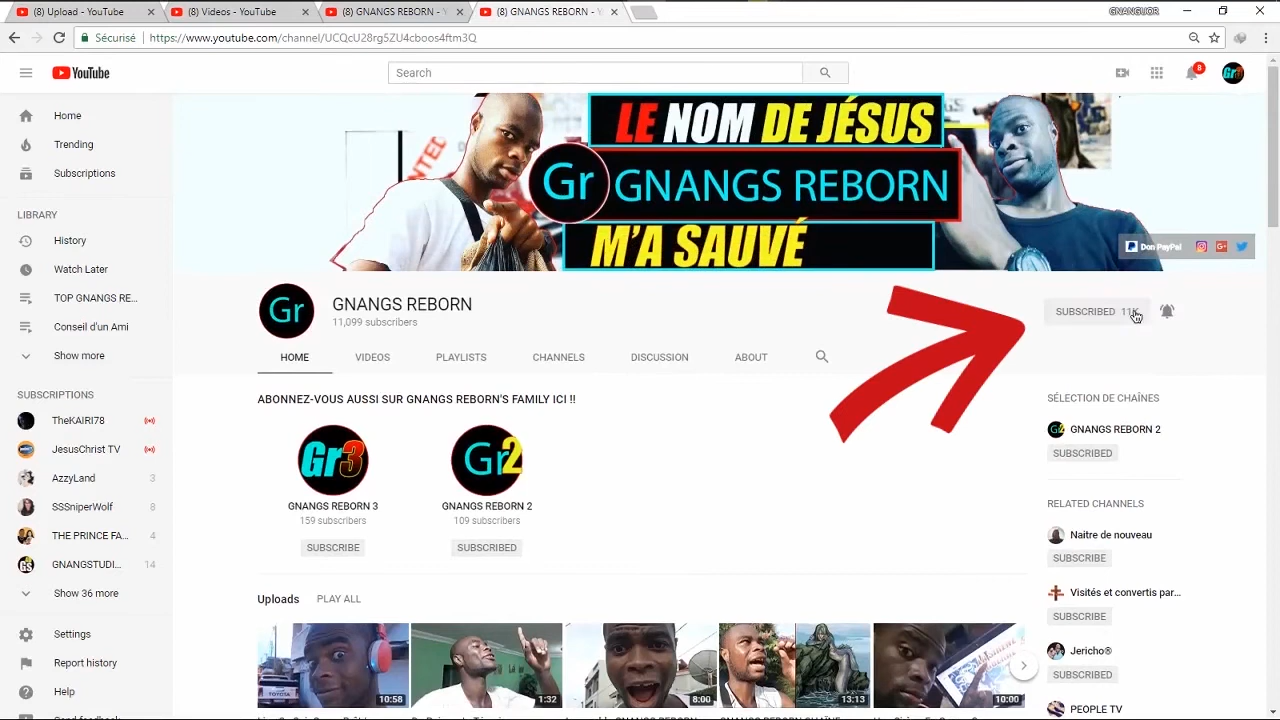 (8) Upload - YouTube
(8) Videos - YouTube
(8) GNANGS REBORN - Y
(8) GNANGS REBORN - Y
GNANGUOR
Sécurisé
https://www.youtube.com/channel/UCQcU28rg5ZU4cboos4ftm3Q
YouTube
Search
8
Gr3
Home
Trending
Subscriptions
LIBRARY
History
Watch Later
TOP GNANGS RE...
Conseil d'un Ami
Show more
SUBSCRIPTIONS
TheKAIRI78
JesusChrist TV
AzzyLand 3
SSSniperWolf 8
THE PRINCE FA... 4
GNANGSTUDI... 14
Show 36 more
Settings
Report history
Help
LE NOM DE JÉSUS
Gr GNANGS REBORN
M'A SAUVÉ
Don PayPal
Gr
GNANGS REBORN
11,099 subscribers
SUBSCRIBED
HOME
VIDEOS
PLAYLISTS
CHANNELS
DISCUSSION
ABOUT
ABONNEZ-VOUS AUSSI SUR GNANGS REBORN'S FAMILY ICI !!
Gr3
GNANGS REBORN 3
159 subscribers
SUBSCRIBE
Gr2
GNANGS REBORN 2
109 subscribers
SUBSCRIBED
Uploads
PLAY ALL
10:58
1:32
8:00
13:13
10:00
SÉLECTION DE CHAÎNES
Gr2
GNANGS REBORN 2
SUBSCRIBED
RELATED CHANNELS
Naitre de nouveau
SUBSCRIBE
Visités et convertis par...
SUBSCRIBE
Jericho®
SUBSCRIBE
PEOPLE TV